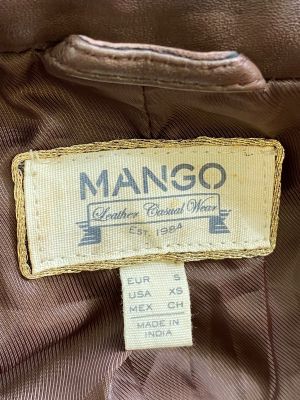 MANGO
Leather Casual Wear
EST. 1984
EUR S
USA XS
MEX CH
MADE IN
INDIA